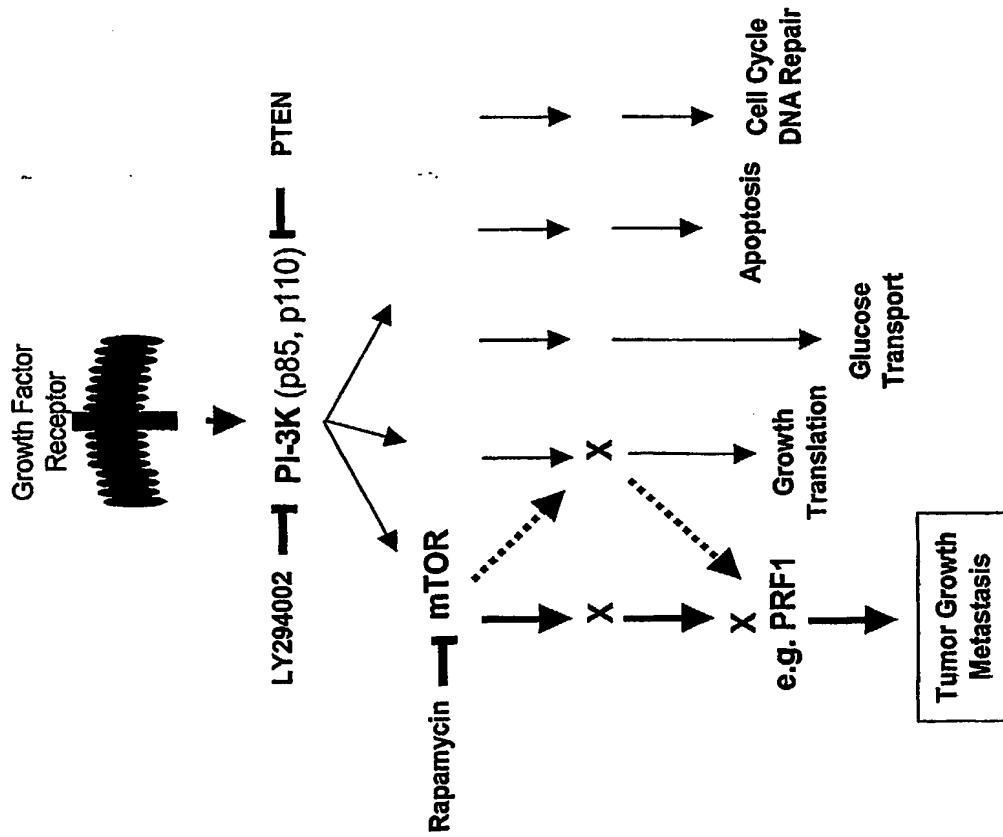 Growth Factor
Receptor
LY294002
PI-3K (p85, p110)
PTEN
Rapamycin
mTOR
X
X
X
e.g. PRF1
Growth
Translation
Glucose
Transport
Apoptosis
Cell Cycle
DNA Repair
Tumor Growth
Metastasis